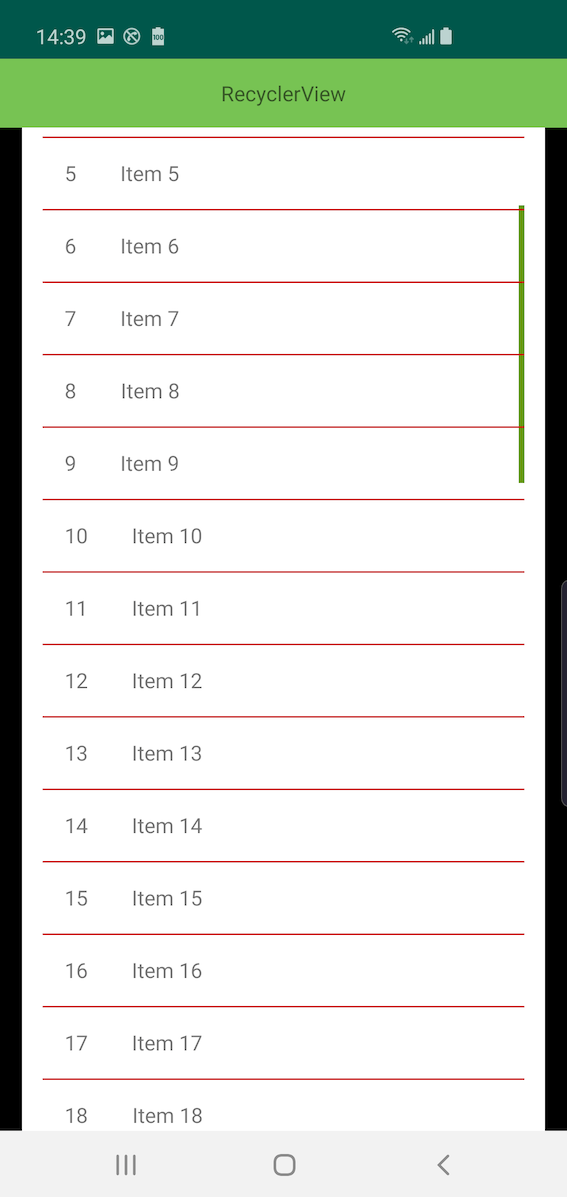 14:39 100
RecyclerView
5 Item 5
6 Item 6
7 Item 7
8 Item 8
9 Item 9
10 Item 10
11 Item 11
12 Item 12
13 Item 13
14 Item 14
15 Item 15
16 Item 16
17 Item 17
18 Item 18